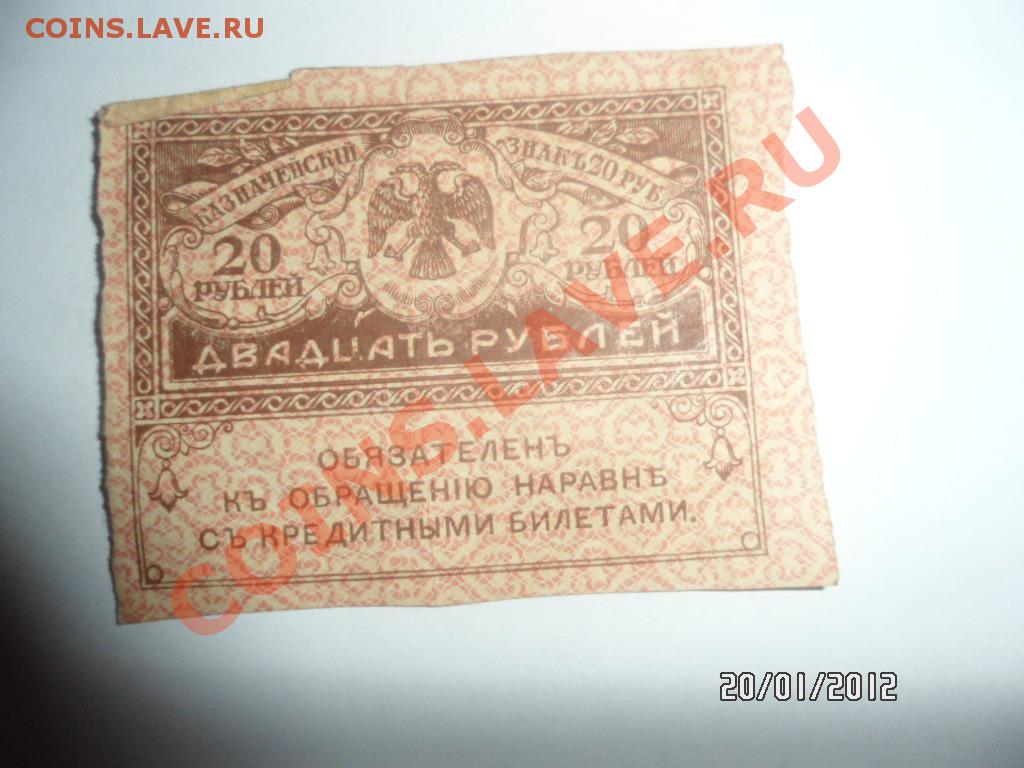 COINS.LAVE.RU
КАЗНАЧЕЙСКІЙ ЗНАКЪ 20 РУБ.
20 20
РУБЛЕЙ РУБЛЕЙ
ДВАДЦАТЬ РУБЛЕЙ
ОБЯЗАТЕЛЕНЪ
КЪ ОБРАЩЕНІЮ НАРАВНѢ
СЪ КРЕДИТНЫМИ БИЛЕТАМИ.
COINS.LAVE.RU
20/01/2012